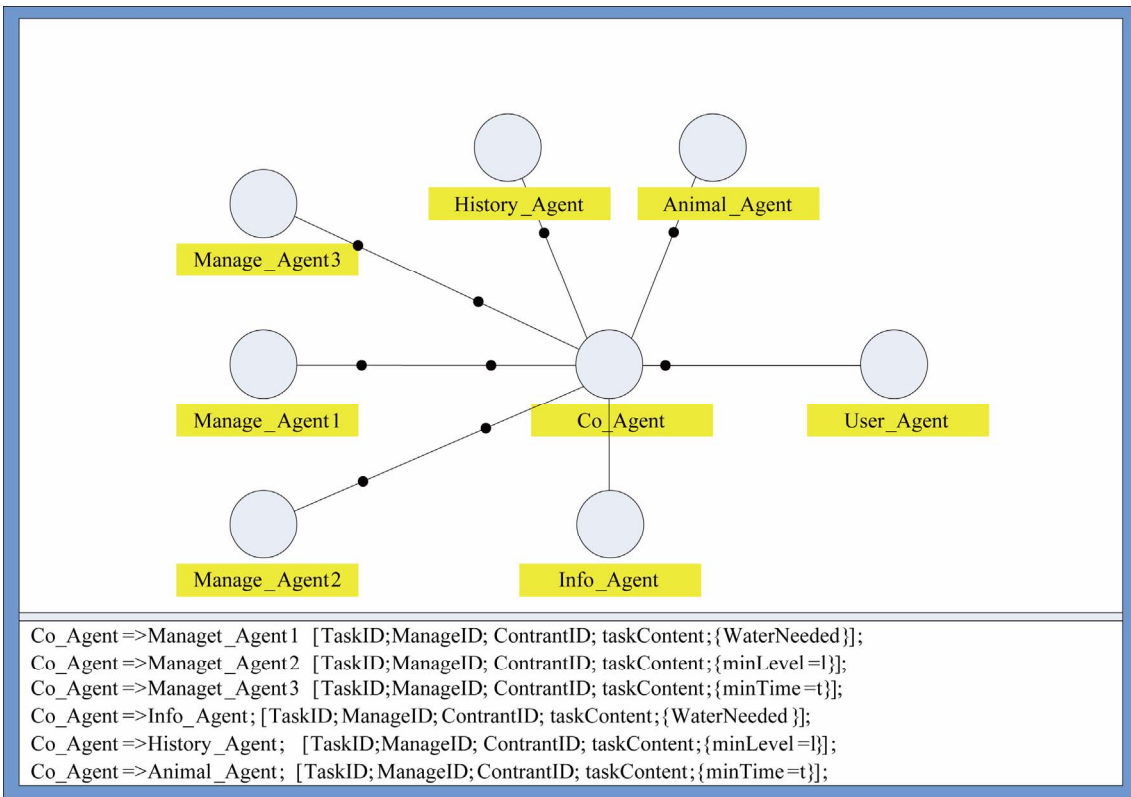 History_Agent
Animal_Agent
Manage_Agent3
Manage_Agent1
Co_Agent
User_Agent
Manage_Agent2
Info_Agent
Co_Agent=>Managet_Agent1 [TaskID;ManageID; ContrantID; taskContent;{WaterNeeded}];
Co_Agent=>Managet_Agent2 [TaskID;ManageID; ContrantID; taskContent;{minLevel=l}];
Co_Agent=>Managet_Agent3 [TaskID;ManageID; ContrantID; taskContent;{minTime=t}];
Co_Agent=>Info_Agent; [TaskID; ManageID; ContrantID; taskContent;{WaterNeeded}];
Co_Agent=>History_Agent; [TaskID;ManageID; ContrantID; taskContent;{minLevel=l}];
Co_Agent=>Animal_Agent; [TaskID; ManageID; ContrantID; taskContent;{minTime=t}];